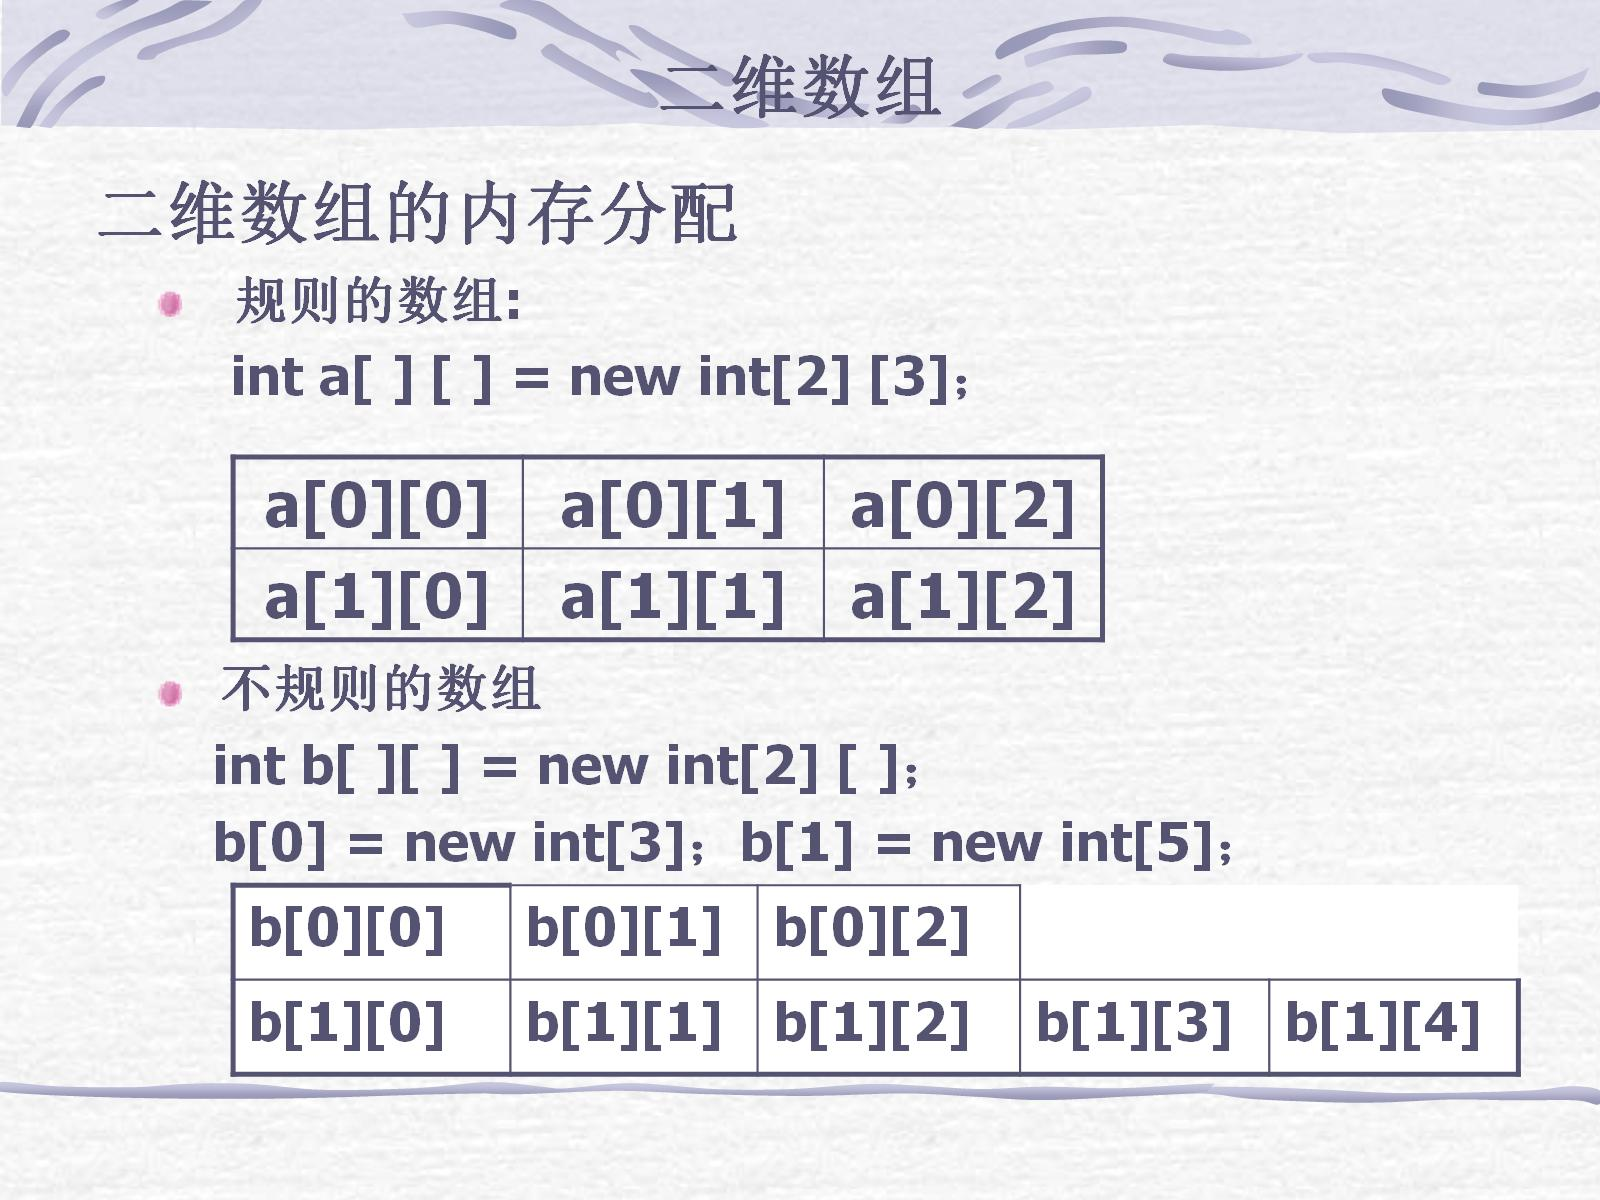 二维数组
二维数组的内存分配
规则的数组:
int a[ ] [ ] = new int[2] [3]；
a[0][0] a[0][1] a[0][2]
a[1][0] a[1][1] a[1][2]
不规则的数组
int b[ ][ ] = new int[2] [ ]；
b[0] = new int[3]；b[1] = new int[5]；
b[0][0] b[0][1] b[0][2]
b[1][0] b[1][1] b[1][2] b[1][3] b[1][4]